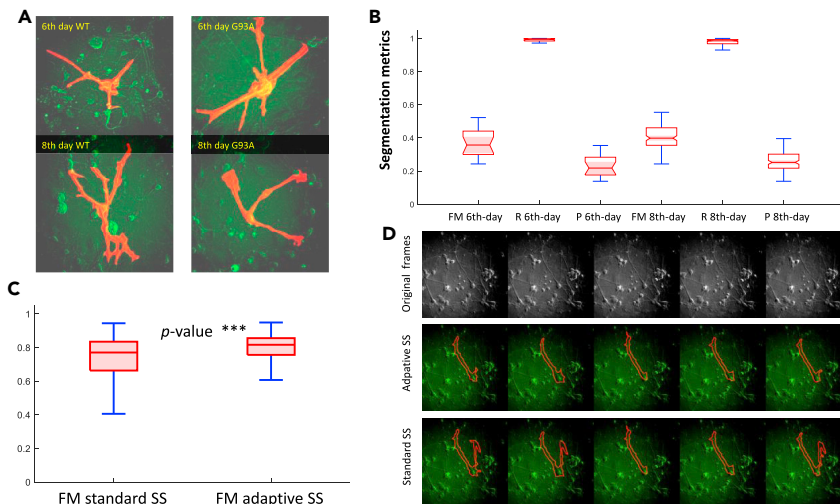 A
6th day WT
6th day G93A
8th day WT
8th day G93A
B
Segmentation metrics
1
0.8
0.6
0.4
0.2
0
FM 6th-day
R 6th-day
P 6th-day
FM 8th-day
R 8th-day
P 8th-day
C
1
0.8
0.6
0.4
0.2
0
p-value ***
FM standard SS
FM adaptive SS
D
Original frames
Adpative SS
Standard SS